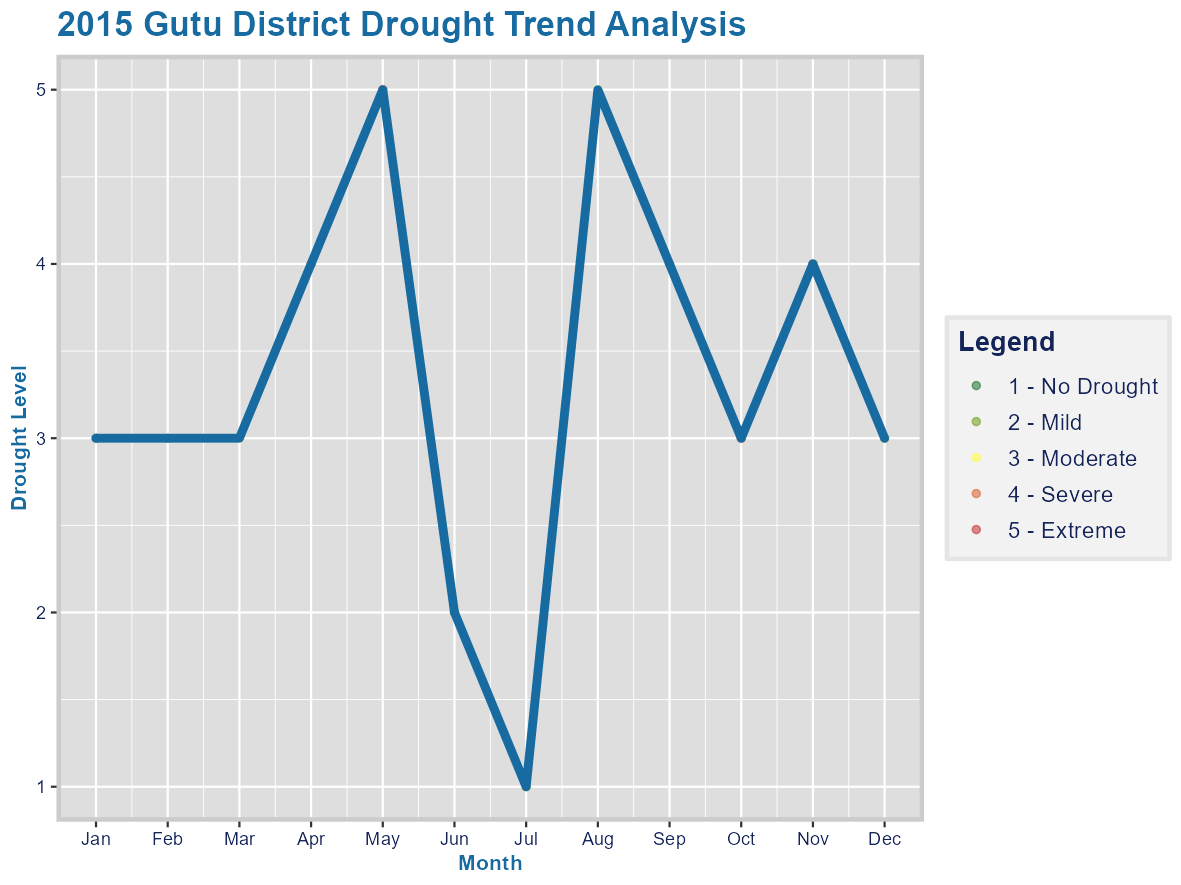 2015 Gutu District Drought Trend Analysis
5
4
3
2
1
Drought Level
Jan Feb Mar Apr May Jun Jul Aug Sep Oct Nov Dec
Month
Legend
1 - No Drought
2 - Mild
3 - Moderate
4 - Severe
5 - Extreme